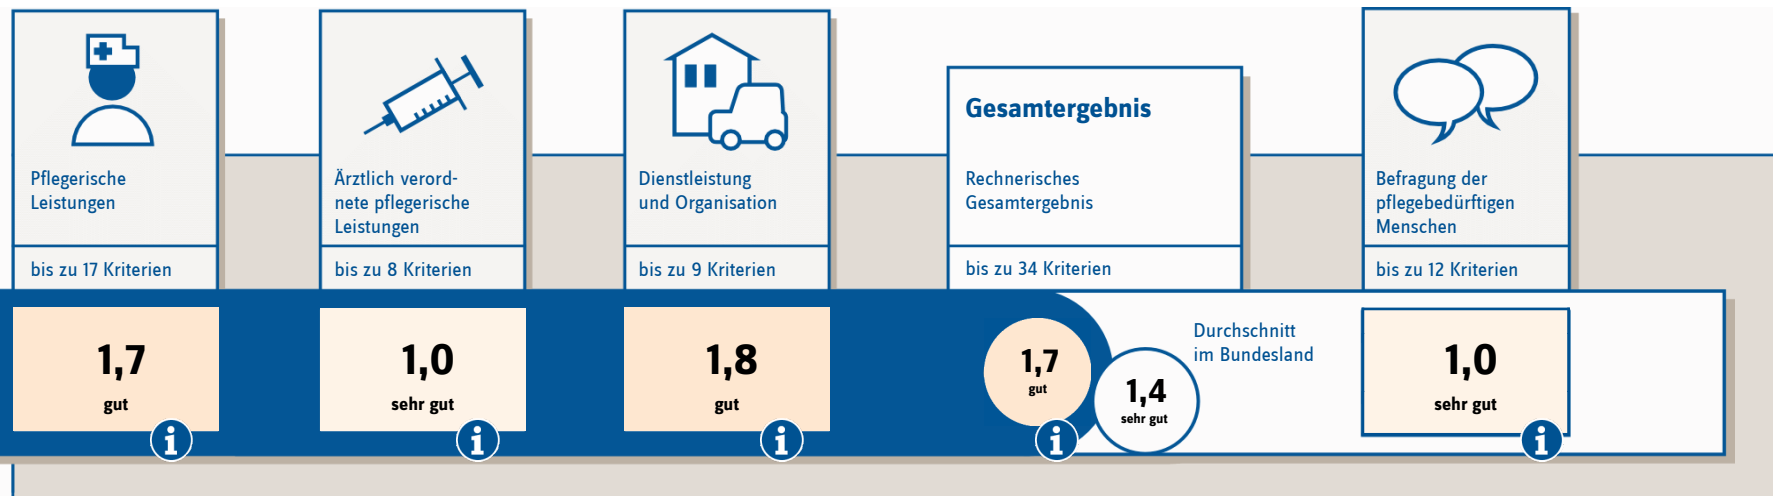 Pflegerische
Leistungen
bis zu 17 Kriterien
1,7
gut
i
Ärztlich verord-
nete pflegerische
Leistungen
bis zu 8 Kriterien
1,0
sehr gut
i
Dienstleistung
und Organisation
bis zu 9 Kriterien
1,8
gut
i
Gesamtergebnis
Rechnerisches
Gesamtergebnis
bis zu 34 Kriterien
1,7
gut
i
1,4
sehr gut
Durchschnitt
im Bundesland
Befragung der
pflegebedürftigen
Menschen
bis zu 12 Kriterien
1,0
sehr gut
i